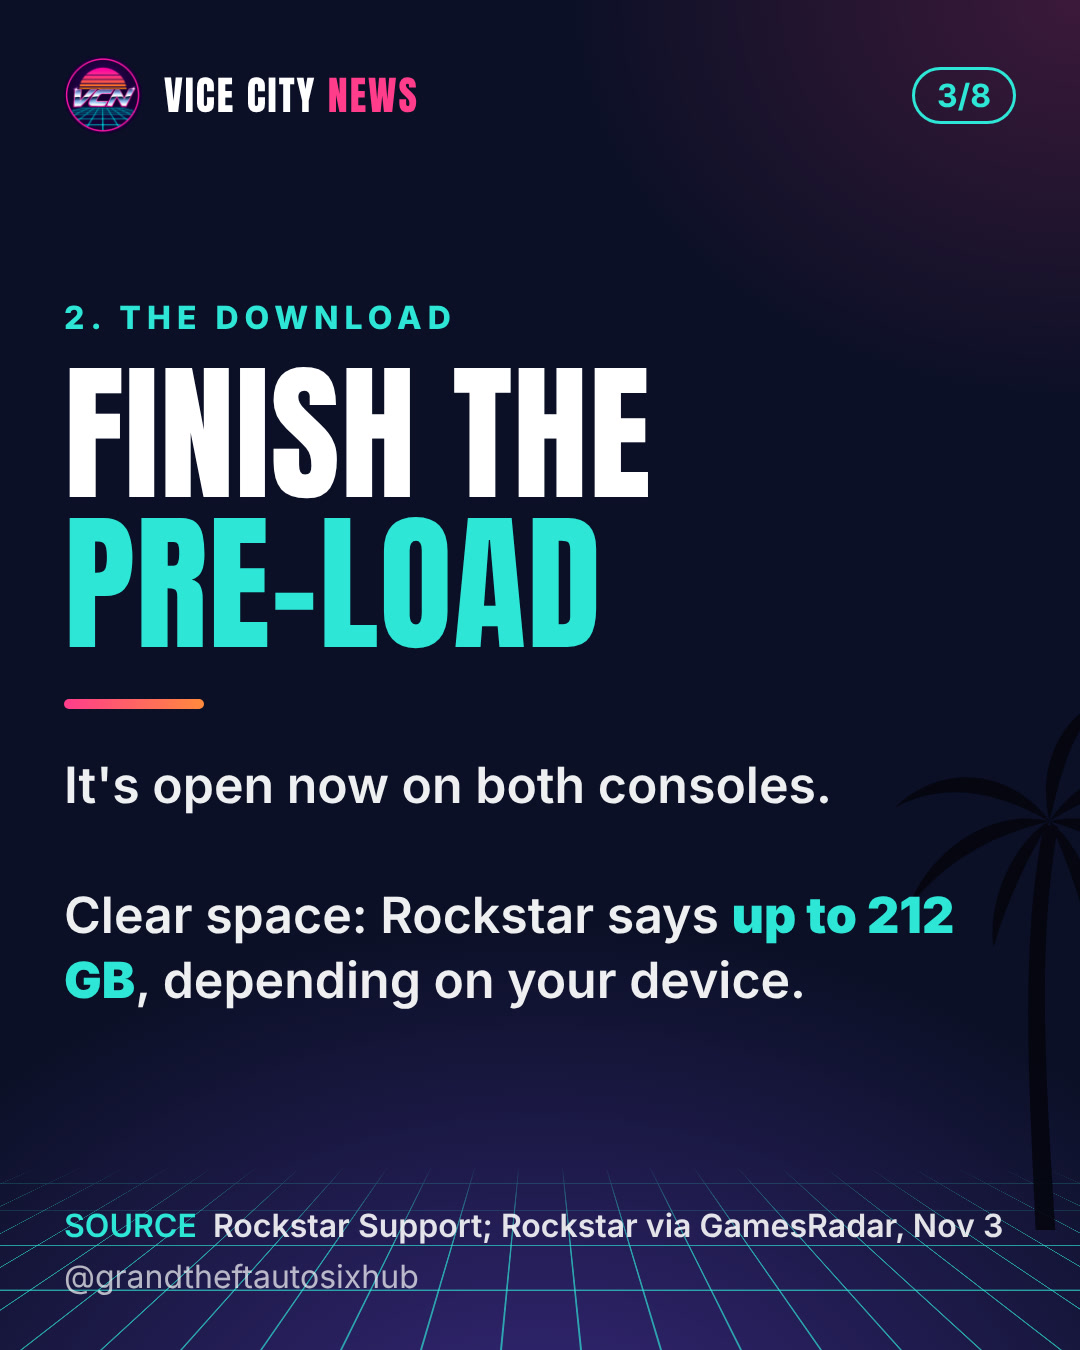 VCN
VICE CITY NEWS
3/8
2. THE DOWNLOAD
FINISH THE
PRE-LOAD
It's open now on both consoles.
Clear space: Rockstar says up to 212
GB, depending on your device.
SOURCE Rockstar Support; Rockstar via GamesRadar, Nov 3
@grandtheftautosixhub